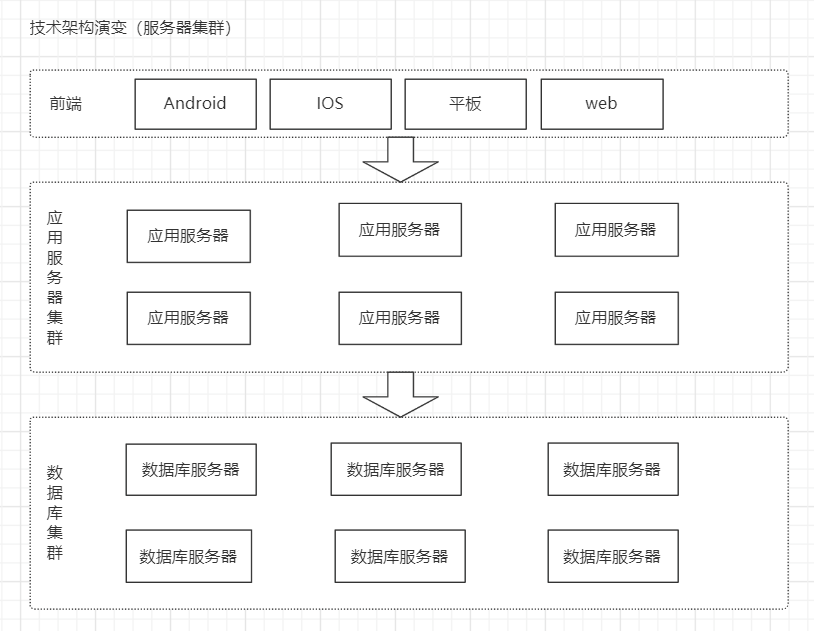 技术架构演变（服务器集群）
前端
Android
IOS
平板
web
应用服务器集群
应用服务器
应用服务器
应用服务器
应用服务器
应用服务器
应用服务器
数据库集群
数据库服务器
数据库服务器
数据库服务器
数据库服务器
数据库服务器
数据库服务器